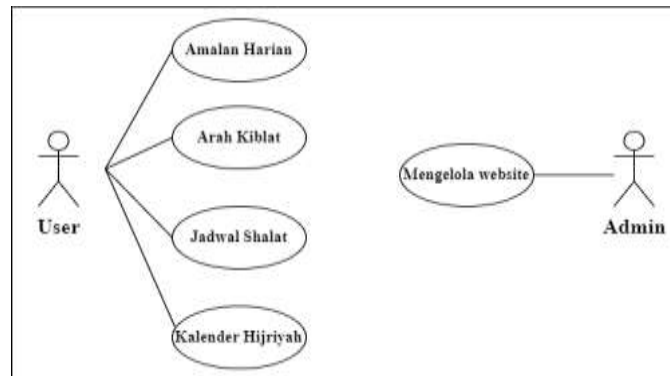 Amalan Harian
Arah Kiblat
Mengelola website
User
Admin
Jadwal Shalat
Kalender Hijriyah